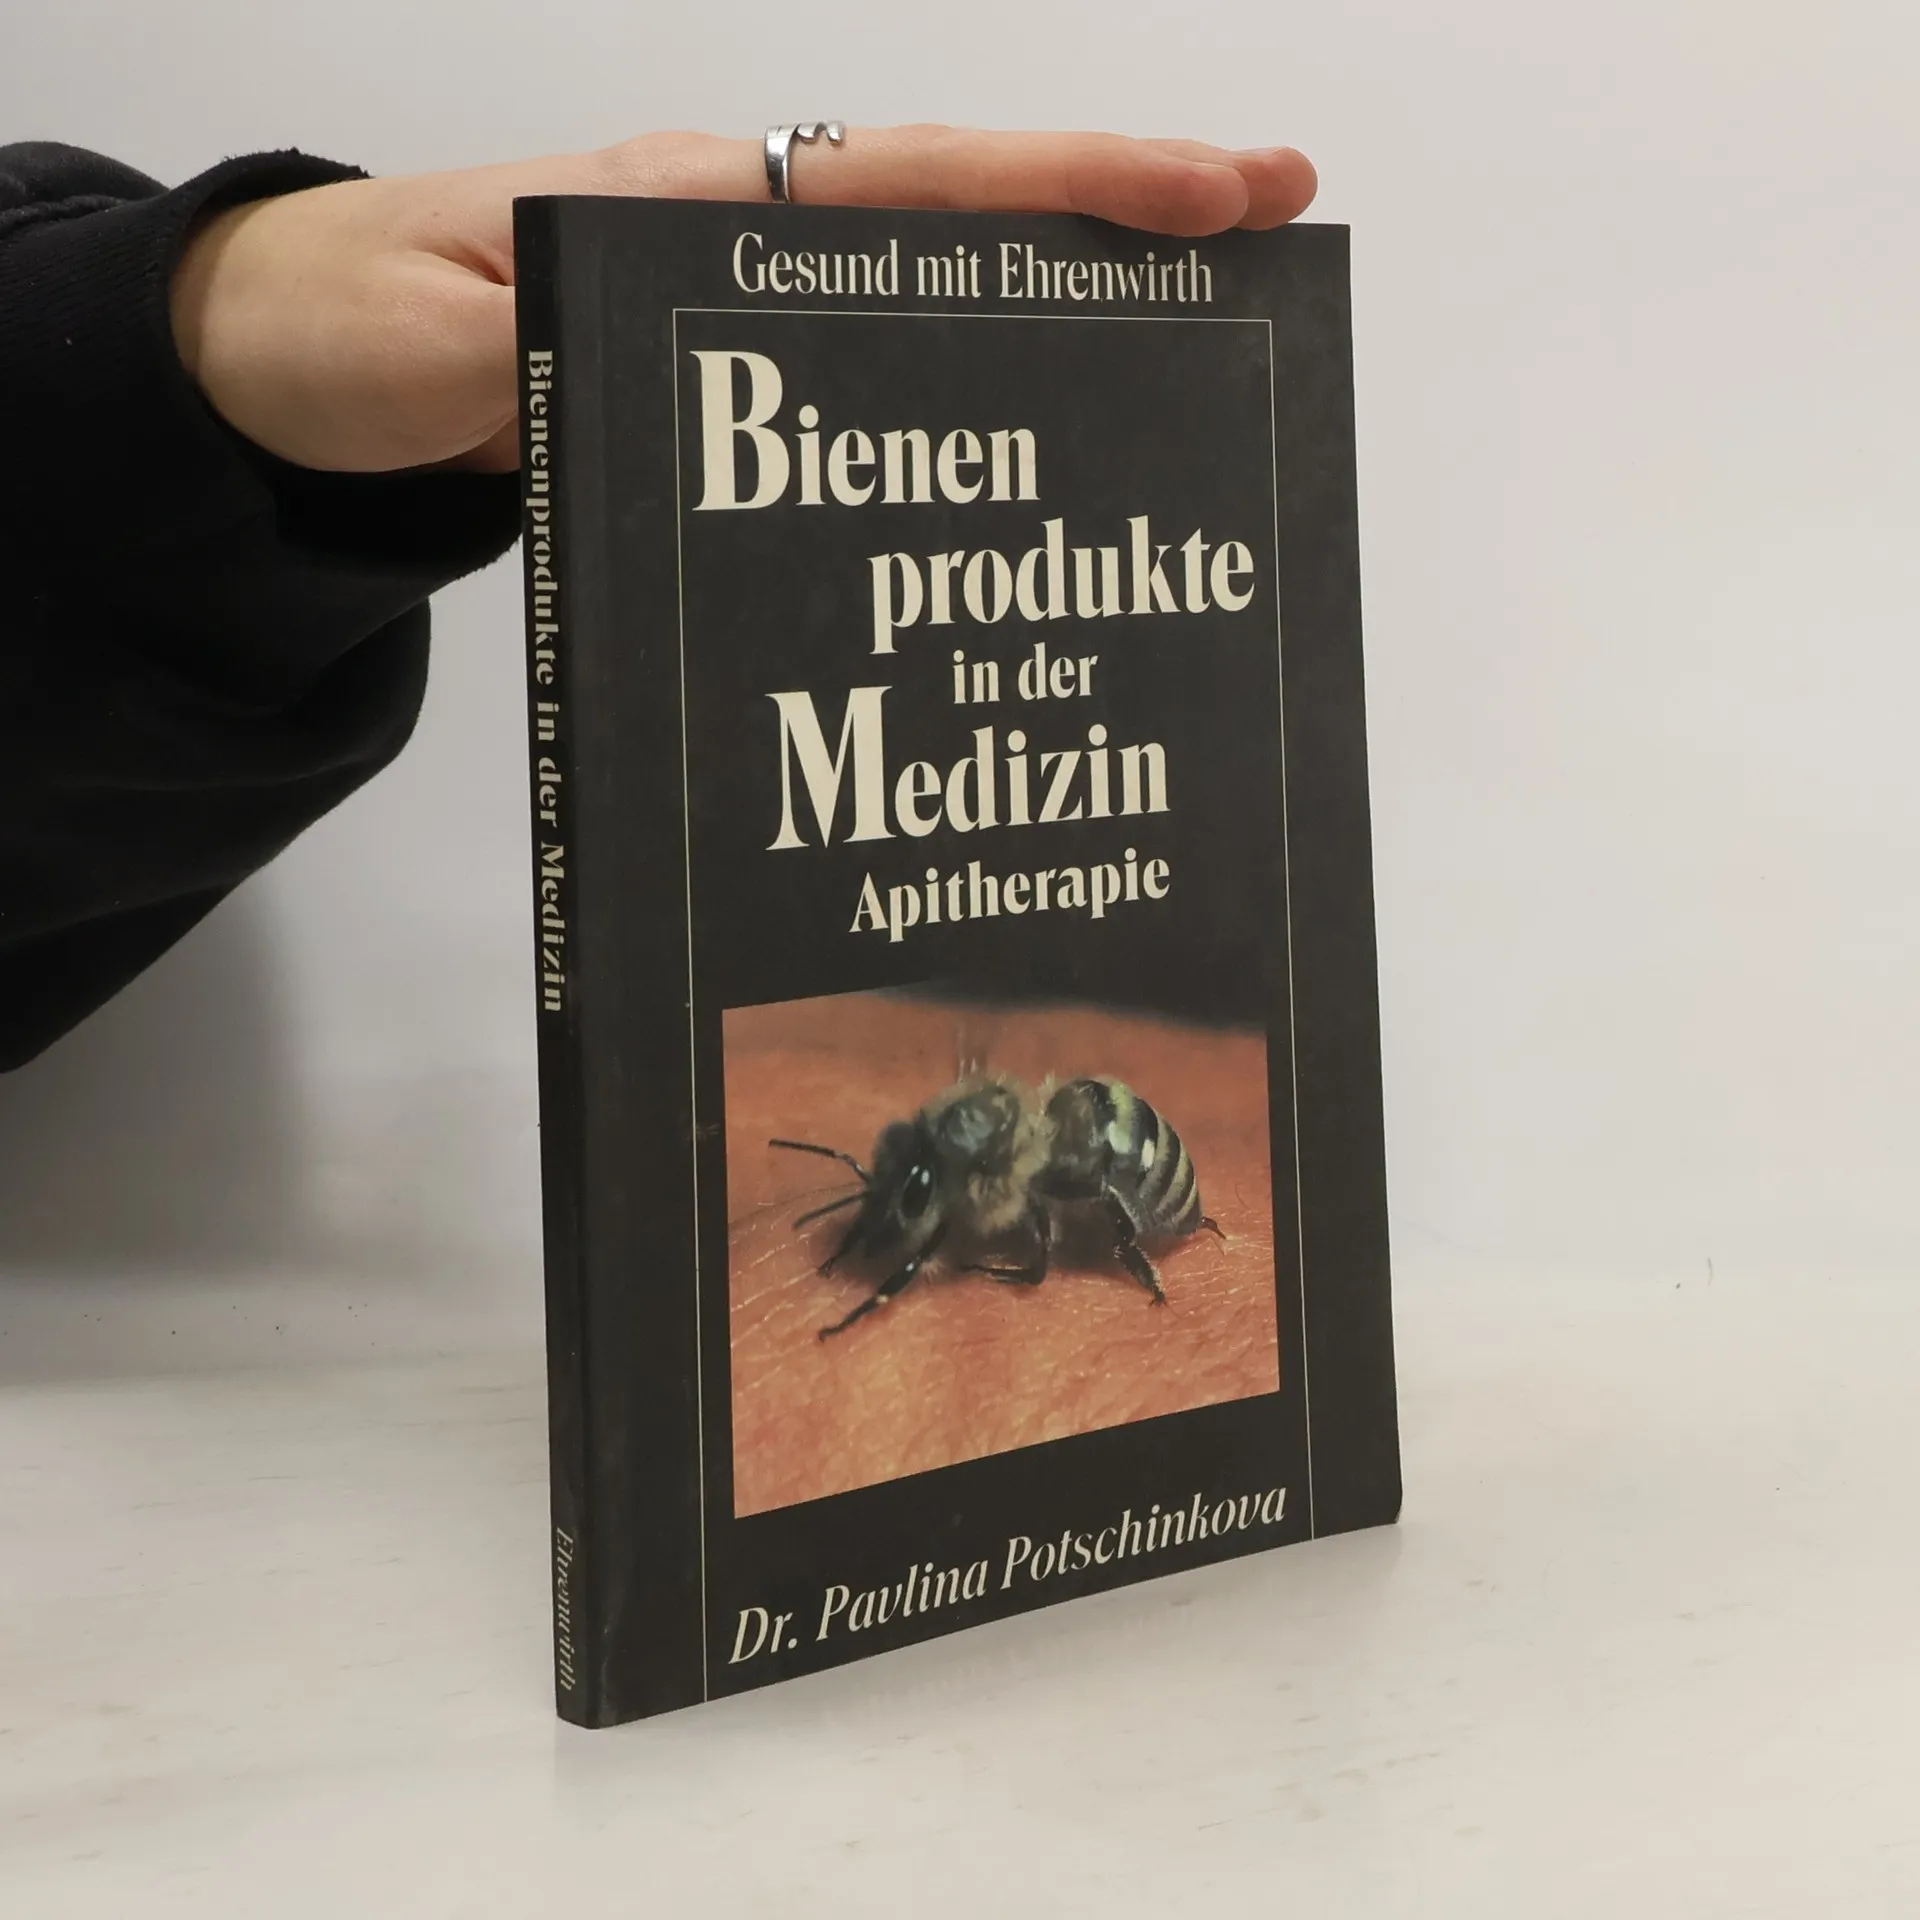 Gesund mit Ehrenwirth
Bienen
produkte
in der
Medizin
Apitherapie
Dr. Pavlina Potschinkova
Bienenprodukte in der Medizin
Ehrenwirth